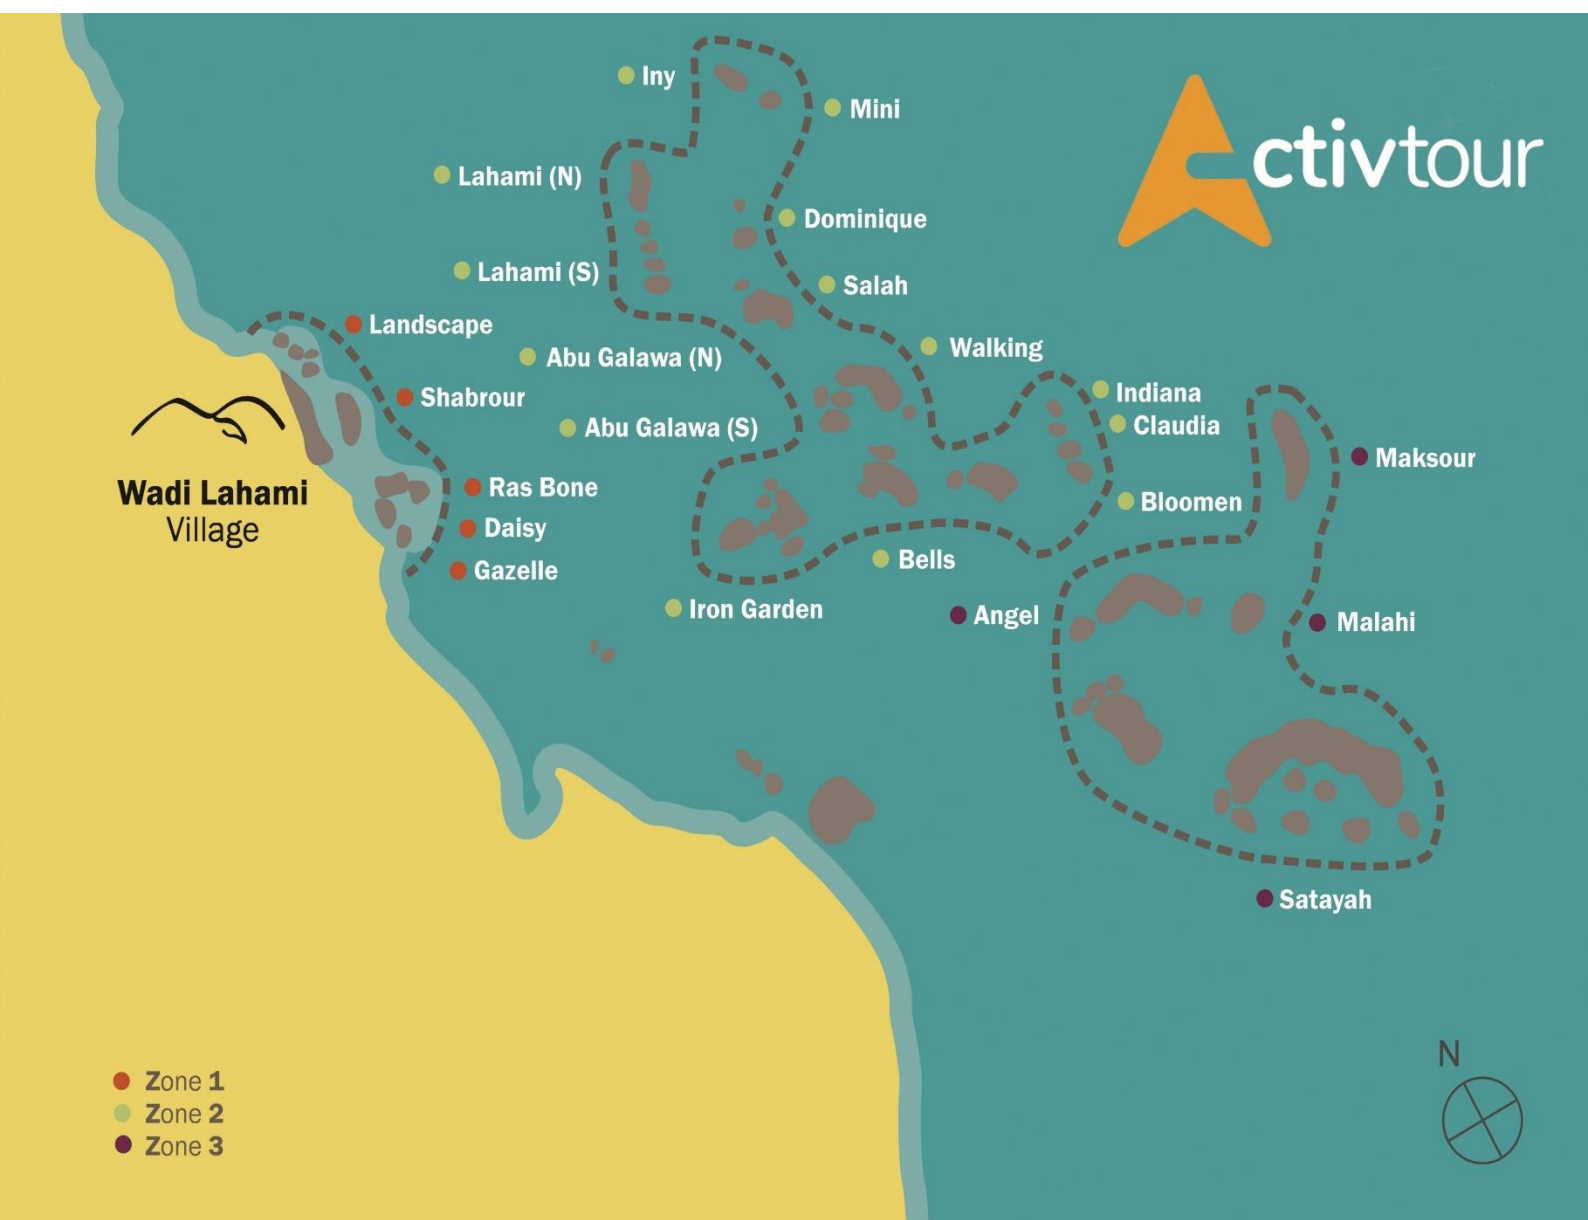 Iny
Mini
ctivtour
Lahami (N)
Dominique
Lahami (S)
Salah
Landscape
Walking
Abu Galawa (N)
Indiana
Shabrour
Claudia
Abu Galawa (S)
Maksour
Wadi Lahami
Village
Ras Bone
Bloomen
Daisy
Bells
Gazelle
Iron Garden
Angel
Malahi
Satayah
N
Zone 1
Zone 2
Zone 3